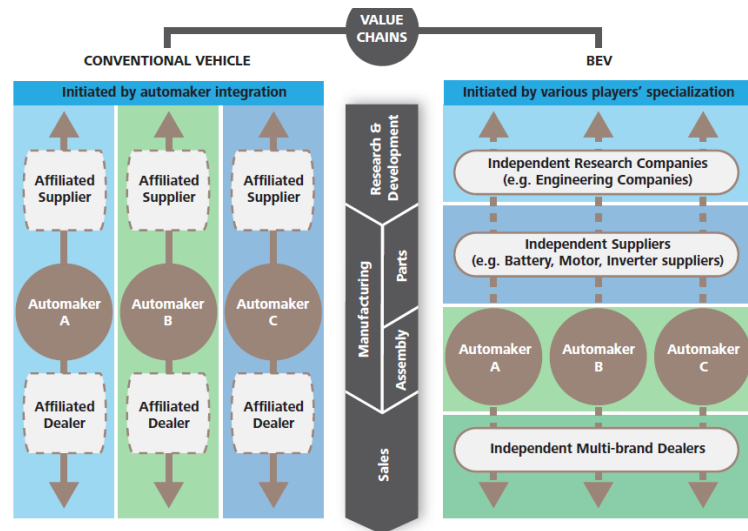 VALUE
CHAINS
CONVENTIONAL VEHICLE
BEV
Initiated by automaker integration
Initiated by various players' specialization
Affiliated
Supplier
Affiliated
Supplier
Affiliated
Supplier
Automaker
A
Automaker
B
Automaker
C
Affiliated
Dealer
Affiliated
Dealer
Affiliated
Dealer
Research &
Development
Manufacturing
Parts
Assembly
Sales
Independent Research Companies
(e.g. Engineering Companies)
Independent Suppliers
(e.g. Battery, Motor, Inverter suppliers)
Automaker
A
Automaker
B
Automaker
C
Independent Multi-brand Dealers